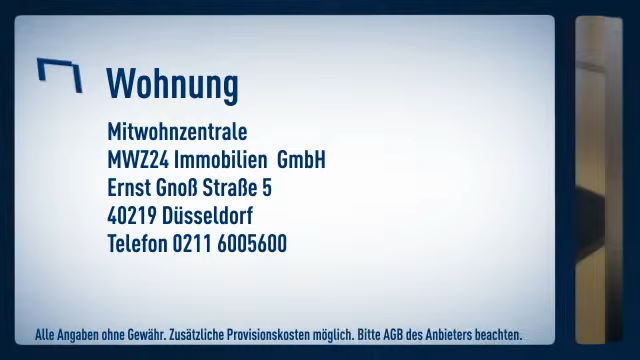 Wohnung
Mitwohnzentrale
MWZ24 Immobilien GmbH
Ernst Gnoß Straße 5
40219 Düsseldorf
Telefon 0211 6005600
Alle Angaben ohne Gewähr. Zusätzliche Provisionskosten möglich. Bitte AGB des Anbieters beachten.